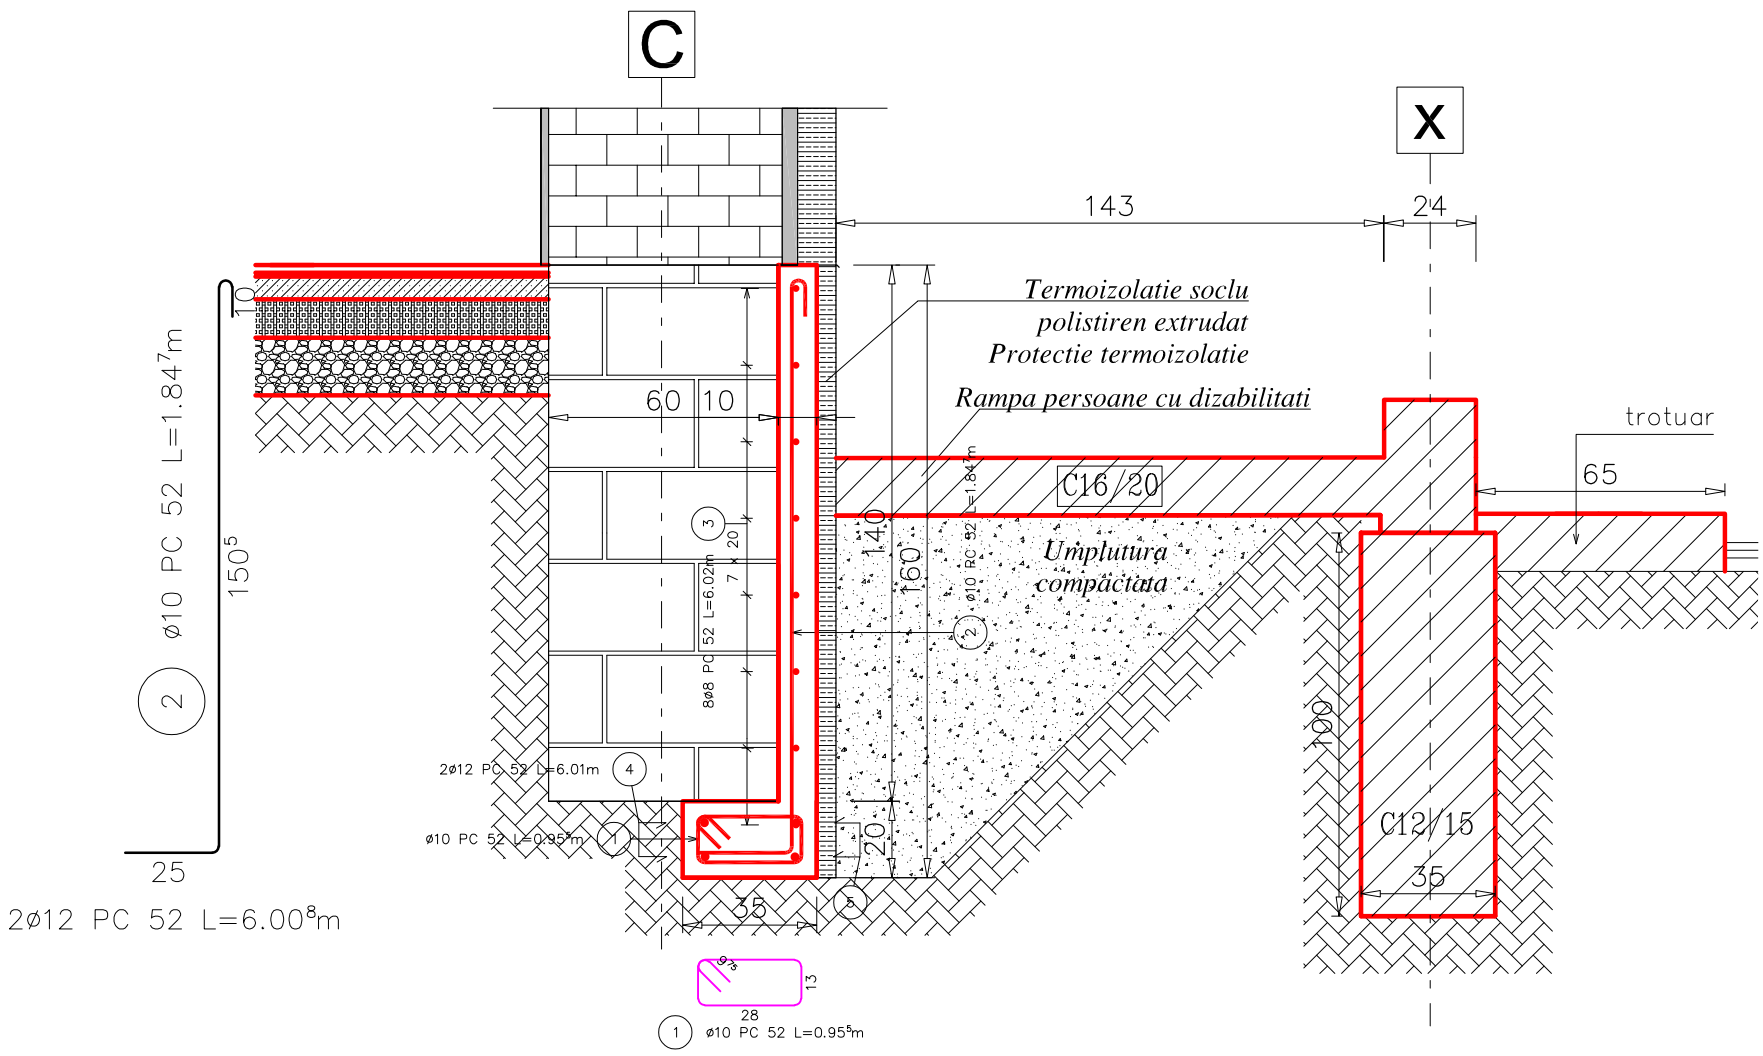 C
X
143
24
Termoizolatie soclu
polistiren extrudat
Protectie termoizolatie
Rampa persoane cu dizabilitati
trotuar
65
C16/20
Umplutura
compactata
10
2 ø10 PC 52 L=1.84⁷m
150⁵
25
2ø12 PC 52 L=6.00⁸m
60
10
3
8ø8 PC 52 L=6.02m
7 x 20
140
160
20
2
ø10 PC 52 L=1.84⁷m
2ø12 PC 52 L=6.01m
4
ø10 PC 52 L=0.95⁵m
1
5
35
100
C12/15
35
9⁷⁵
13
28
1
ø10 PC 52 L=0.95⁵m